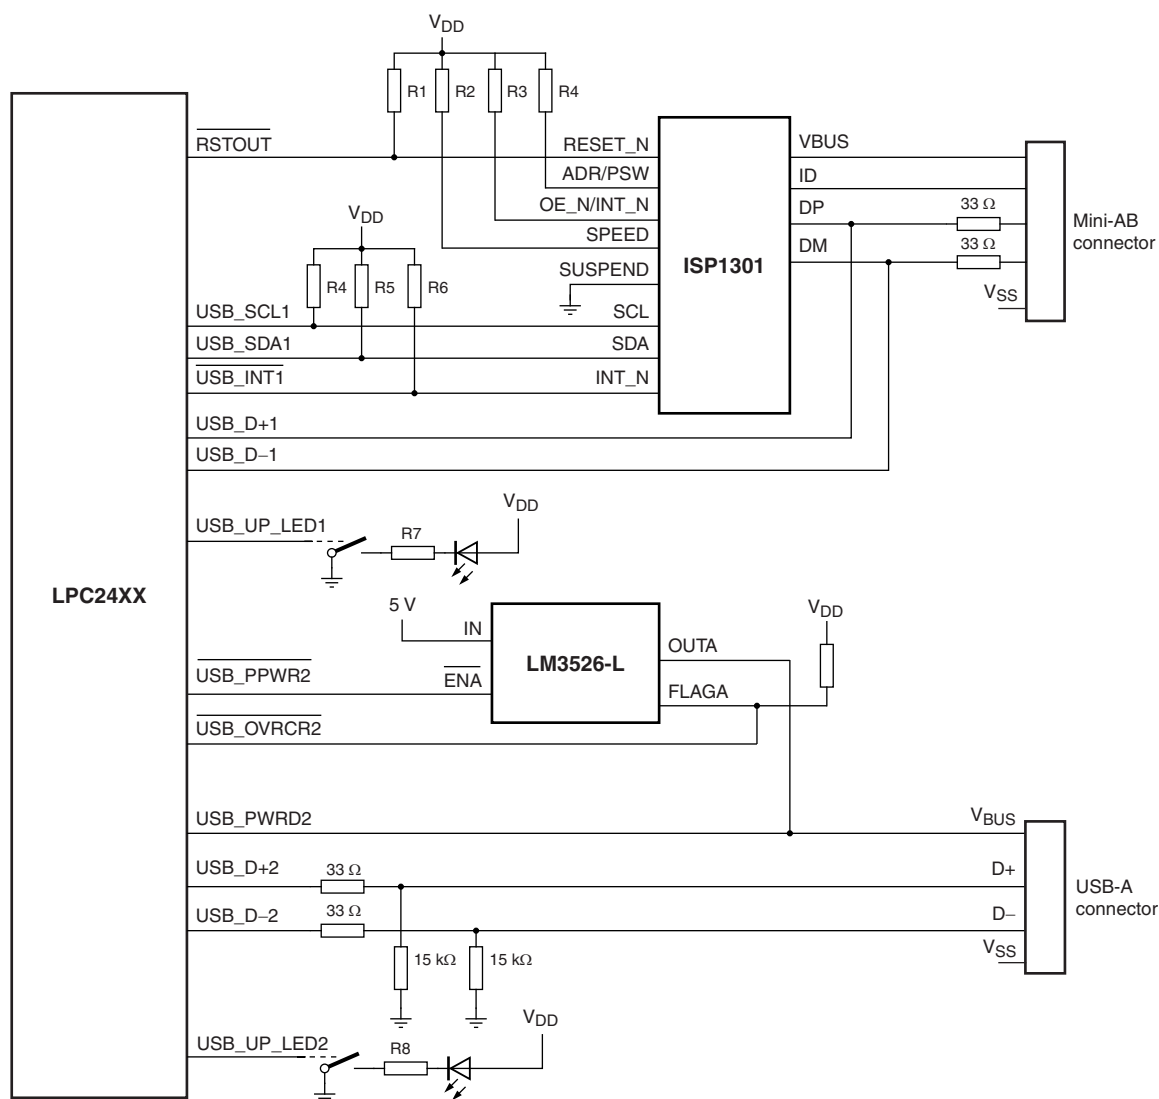 VDD
R1
R2
R3
R4
RSTOUT
RESET_N
VBUS
ADR/PSW
ID
OE_N/INT_N
DP
33 Ω
Mini-AB
connector
VDD
SPEED
DM
33 Ω
ISP1301
SUSPEND
R4
R5
R6
VSS
USB_SCL1
SCL
USB_SDA1
SDA
USB_INT1
INT_N
USB_D+1
USB_D−1
VDD
USB_UP_LED1
R7
LPC24XX
5 V
VDD
IN
OUTA
LM3526-L
USB_PPWR2
ENA
FLAGA
USB_OVRCR2
USB_PWRD2
VBUS
USB_D+2
33 Ω
D+
USB-A
connector
USB_D−2
33 Ω
D−
VSS
15 kΩ
15 kΩ
VDD
USB_UP_LED2
R8